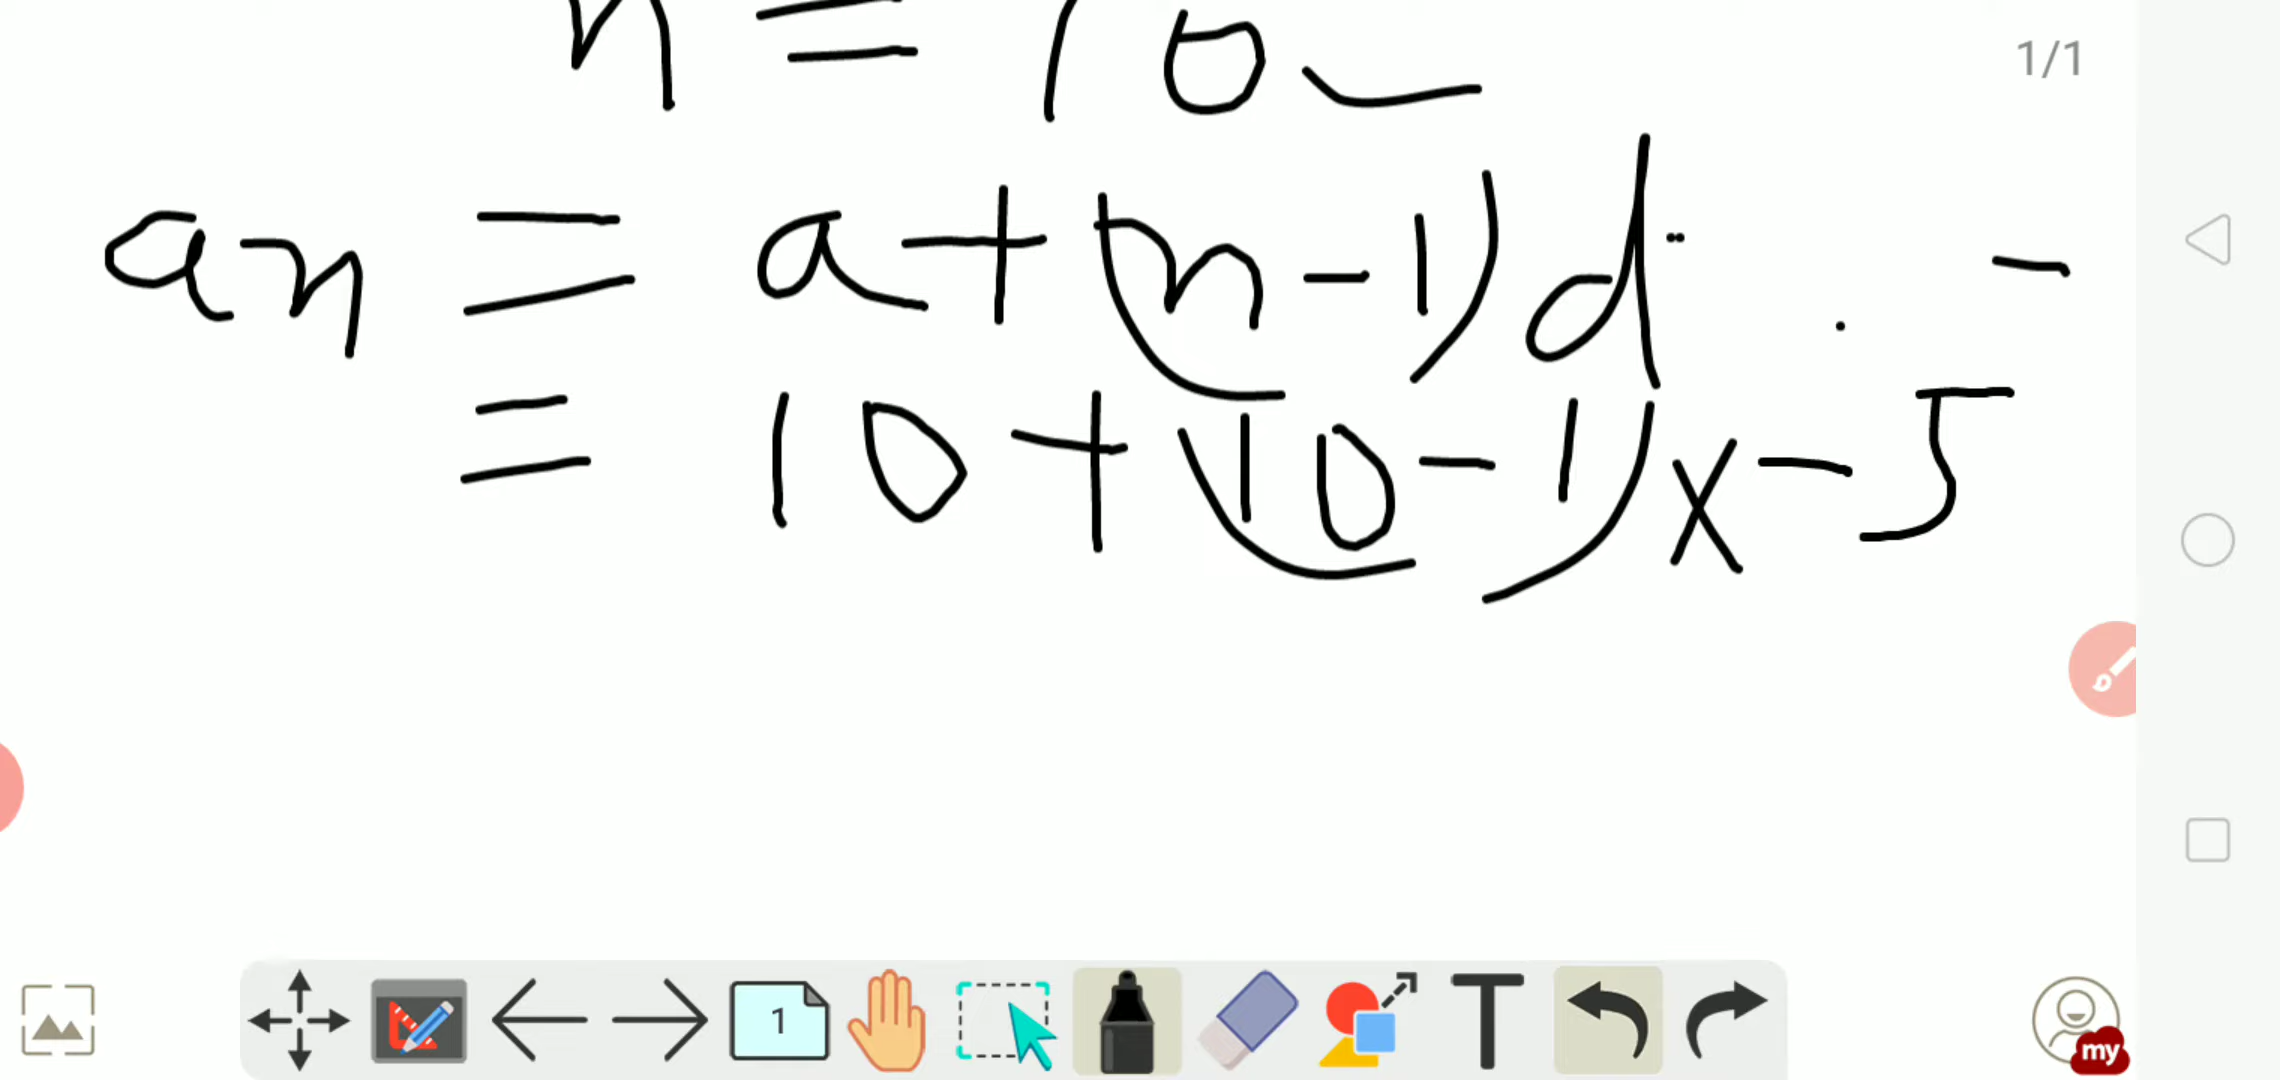 n = 10
1/1
an = a+(n-1)d
= 10+(10-1)x-5
1
T
my